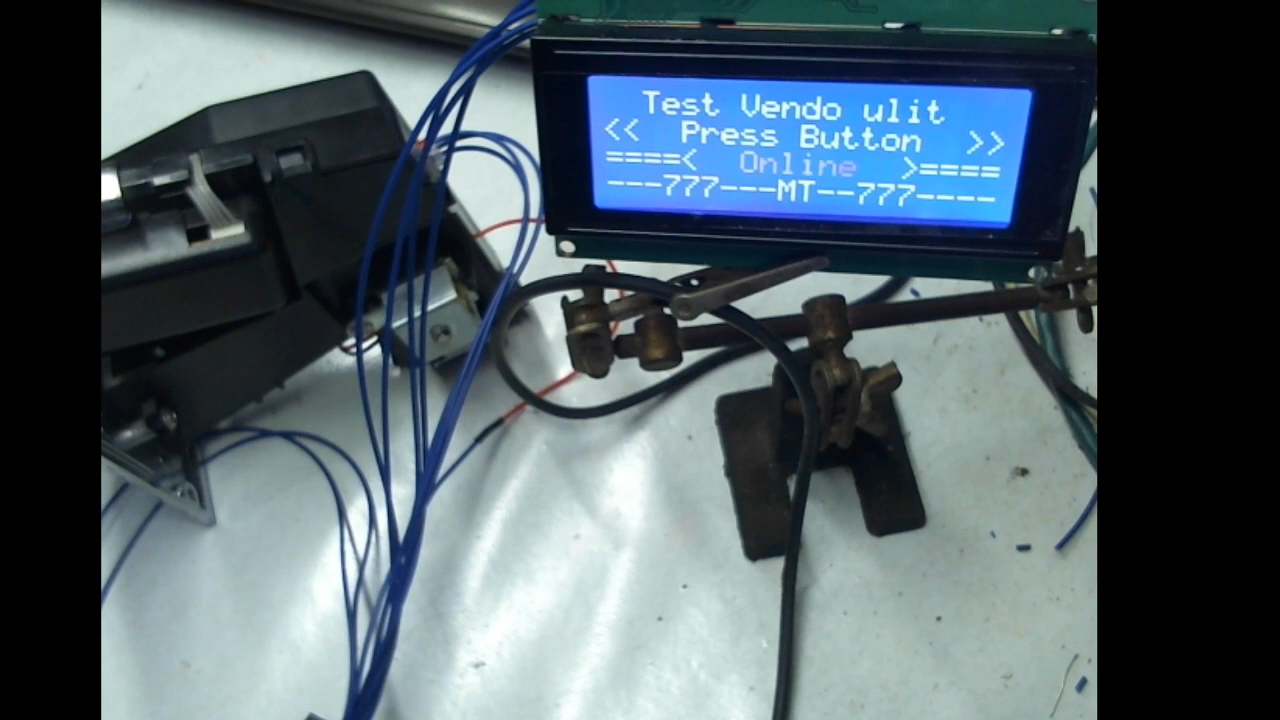 Test Vendo ulit
<< Press Button >>
====< Online >====
---777---MT--777----